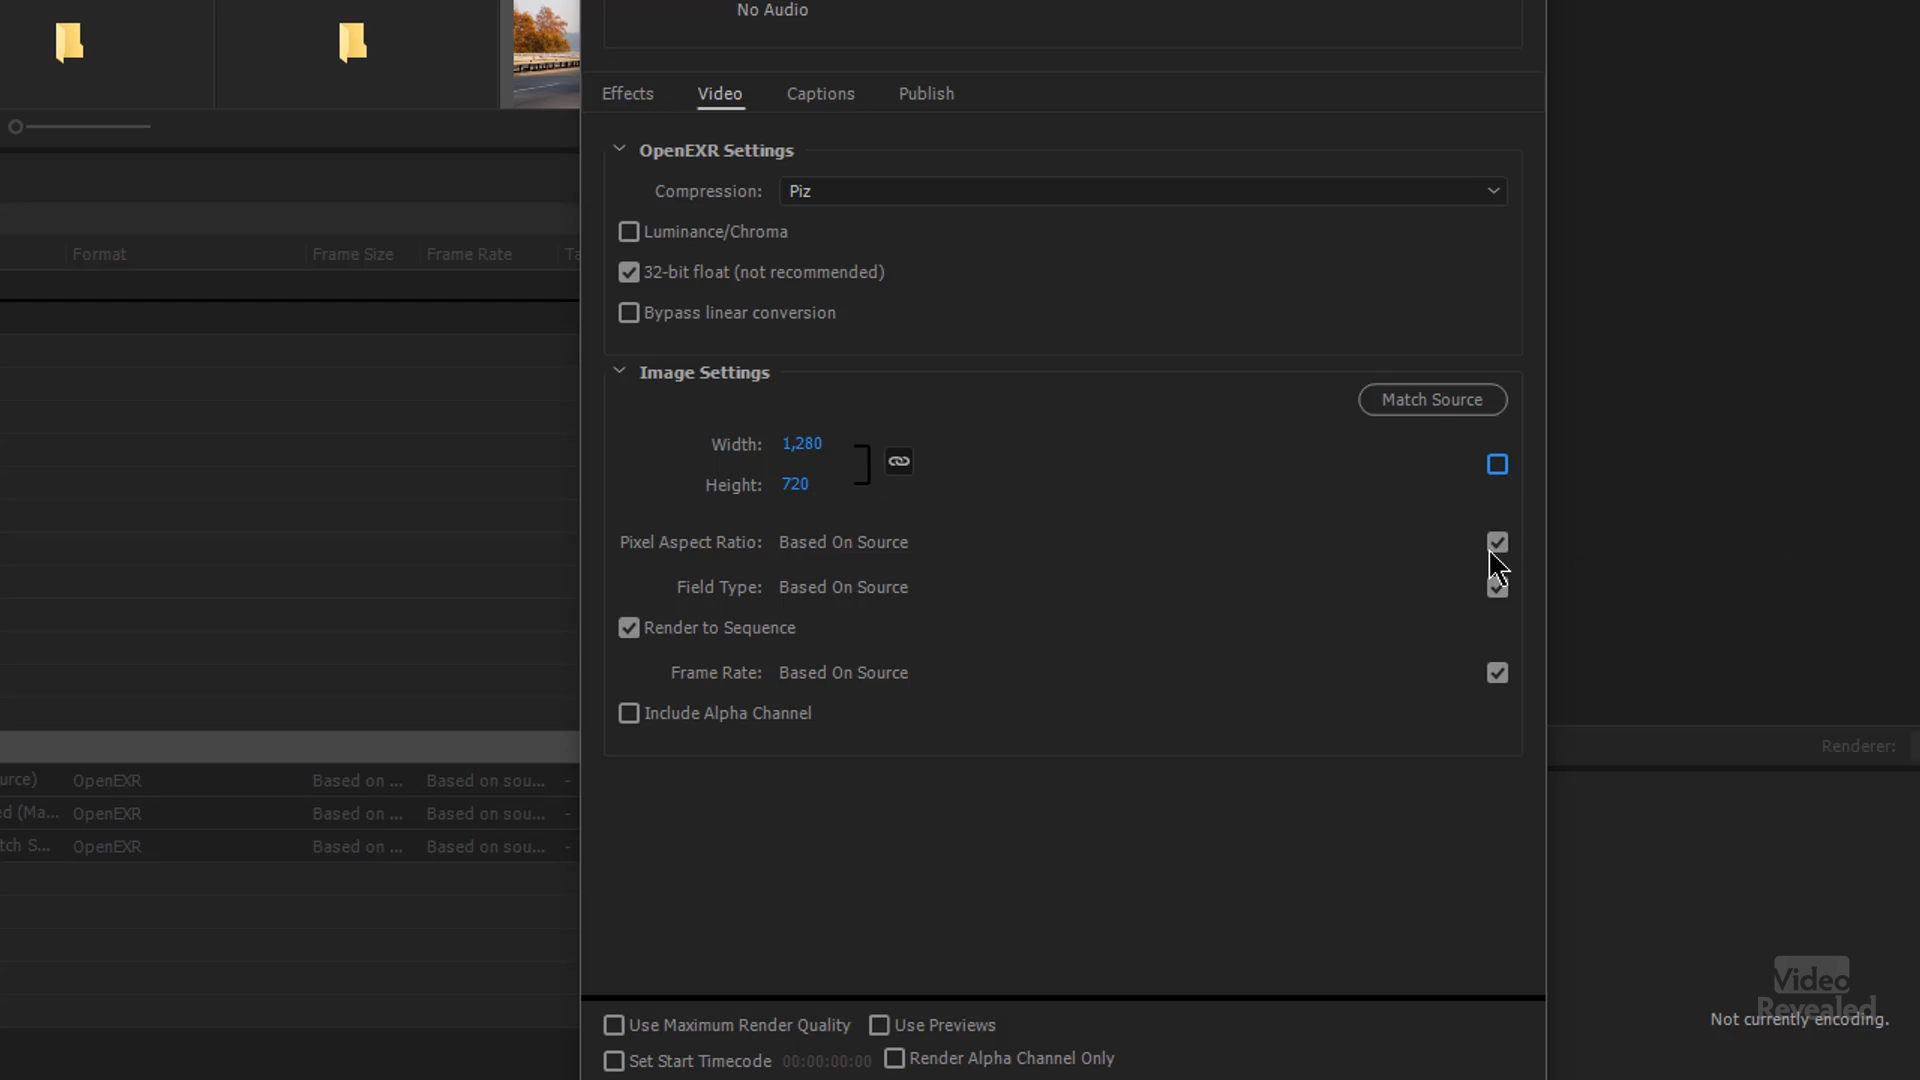 No Audio
Effects Video Captions Publish
OpenEXR Settings
Compression: Piz
Luminance/Chroma
32-bit float (not recommended)
Bypass linear conversion
Image Settings
Match Source
Width: 1,280
Height: 720
Pixel Aspect Ratio: Based On Source
Field Type: Based On Source
Render to Sequence
Frame Rate: Based On Source
Include Alpha Channel
Use Maximum Render Quality Use Previews
Set Start Timecode 00:00:00:00 Render Alpha Channel Only
Format Frame Size Frame Rate Ta
urce) OpenEXR Based on ... Based on sou... -
ed (Ma... OpenEXR Based on ... Based on sou... -
tch S... OpenEXR Based on ... Based on sou... -
Renderer:
Video
Revealed
Not currently encoding.